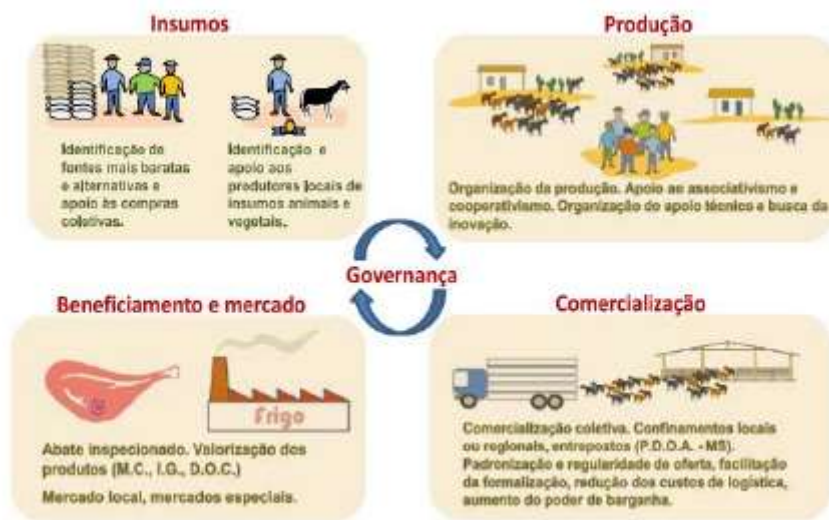 Insumos
Identificação de
fontes mais baratas
e alternativas e
apoio às compras
coletivas.
Identificação e
apoio aos
produtores locais de
insumos animais e
vegetais.
Produção
Organização da produção. Apoio ao associativismo e
cooperativismo. Organização do apoio técnico e busca da
inovação.
Governança
Beneficiamento e mercado
Frigo
Abate inspecionado. Valorização dos
produtos (M.C., I.G., D.O.C.)
Mercado local, mercados especiais.
Comercialização
Comercialização coletiva. Confinamentos locais
ou regionais, entrepostos (P.D.O.A. - MS).
Padronização e regularidade de oferta, facilitação
da formalização, redução dos custos de logística,
aumento do poder de barganha.